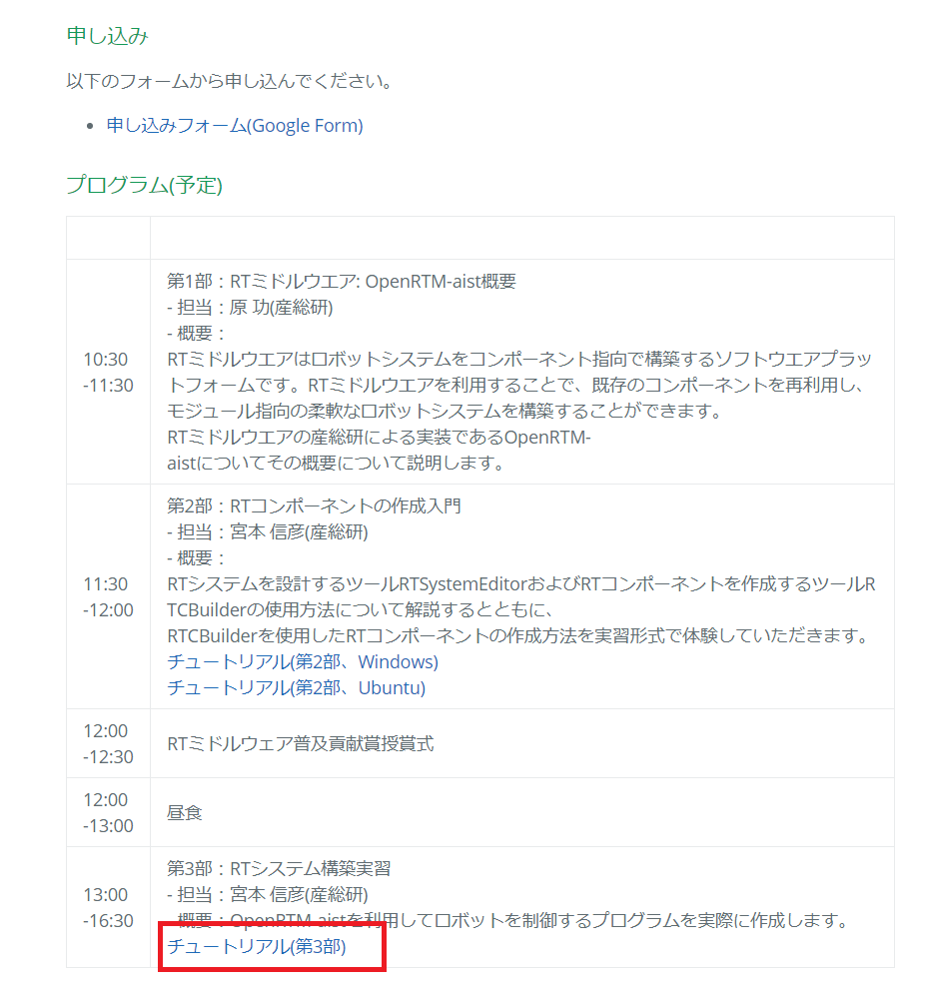 申し込み
以下のフォームから申し込んでください。
• 申し込みフォーム(Google Form)
プログラム(予定)
10:30
-11:30
第1部：RTミドルウエア: OpenRTM-aist概要
- 担当：原 功(産総研)
- 概要：
RTミドルウエアはロボットシステムをコンポーネント指向で構築するソフトウエアプラッ
トフォームです。RTミドルウエアを利用することで、既存のコンポーネントを再利用し、
モジュール指向の柔軟なロボットシステムを構築することができます。
RTミドルウエアの産総研による実装であるOpenRTM-
aistについてその概要について説明します。
11:30
-12:00
第2部：RTコンポーネントの作成入門
- 担当：宮本 信彦(産総研)
- 概要：
RTシステムを設計するツールRTSystemEditorおよびRTコンポーネントを作成するツールR
TCBuilderの使用方法について解説するとともに、
RTCBuilderを使用したRTコンポーネントの作成方法を実習形式で体験していただきます。
チュートリアル(第2部、Windows)
チュートリアル(第2部、Ubuntu)
12:00
-12:30
RTミドルウェア普及貢献賞授賞式
12:00
-13:00
昼食
13:00
-16:30
第3部：RTシステム構築実習
- 担当：宮本 信彦(産総研)
- 概要：OpenRTM-aistを利用してロボットを制御するプログラムを実際に作成します。
チュートリアル(第3部)